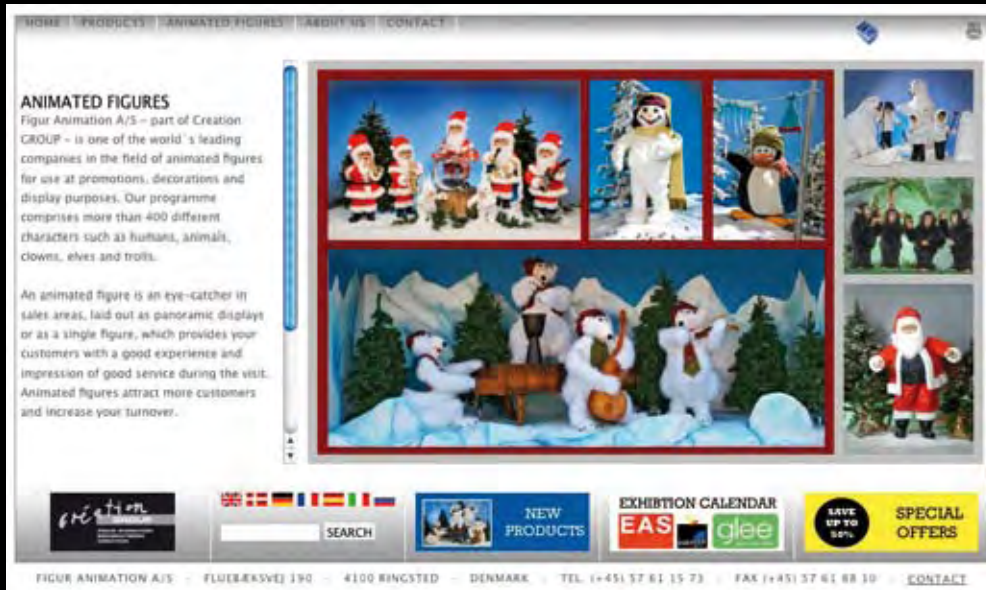 HOME PRODUCTS ANIMATED FIGURES ABOUT US CONTACT
ANIMATED FIGURES
Figur Animation A/S - part of Creation
GROUP - is one of the world´s leading
companies in the field of animated figures
for use at promotions, decorations and
display purposes. Our programme
comprises more than 400 different
characters such as humans, animals,
clowns, elves and trolls.
An animated figure is an eye-catcher in
sales areas, laid out as panoramic displays
or as a single figure, which provides your
customers with a good experience and
impression of good service during the visit.
Animated figures attract more customers
and increase your turnover.
creation
GROUP
SEARCH
NEW
PRODUCTS
EXHIBTION CALENDAR
EAS
glee
SAVE
UP TO
50%
SPECIAL
OFFERS
FIGUR ANIMATION A/S - FLUEBÆKSVEJ 190 - 4100 RINGSTED - DENMARK - TEL. (+45) 57 61 15 73 - FAX (+45) 57 61 88 10 - CONTACT